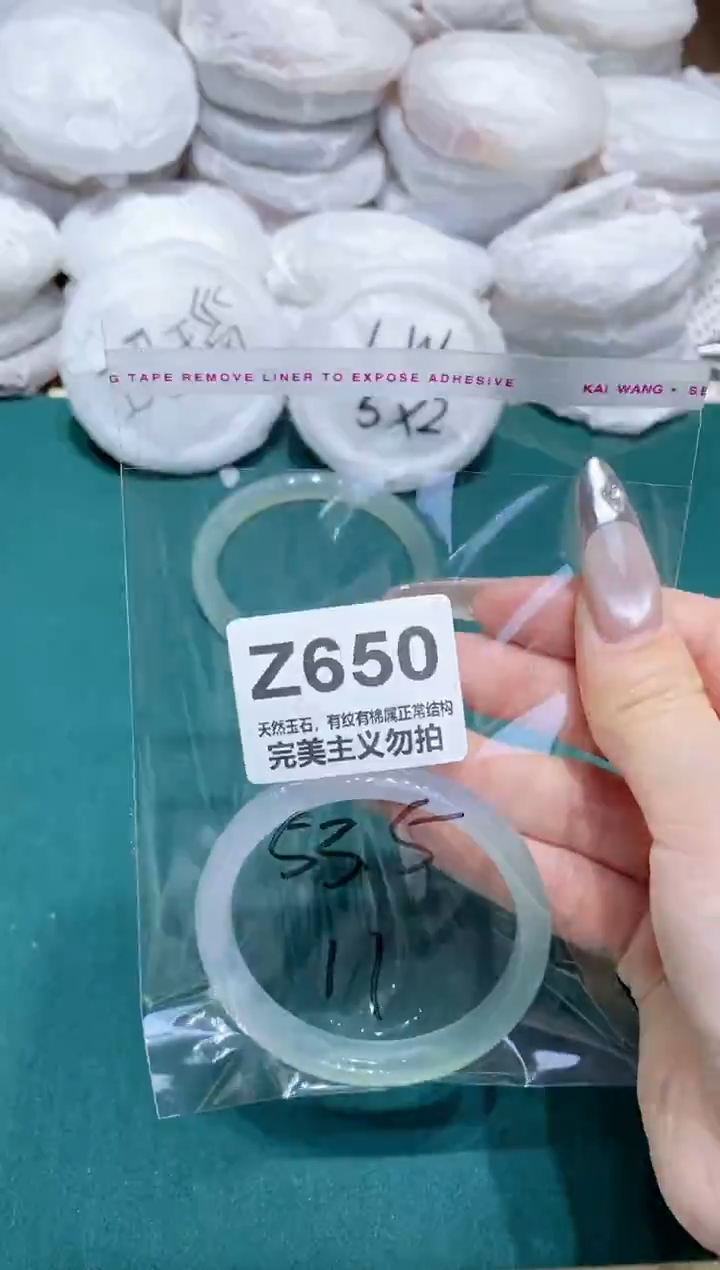 G TAPE REMOVE LINER TO EXPOSE ADHESIVE
KAI WANG • SE
5X2
Z650
天然玉石，有纹有棉属正常结构
完美主义勿拍
53.5
11